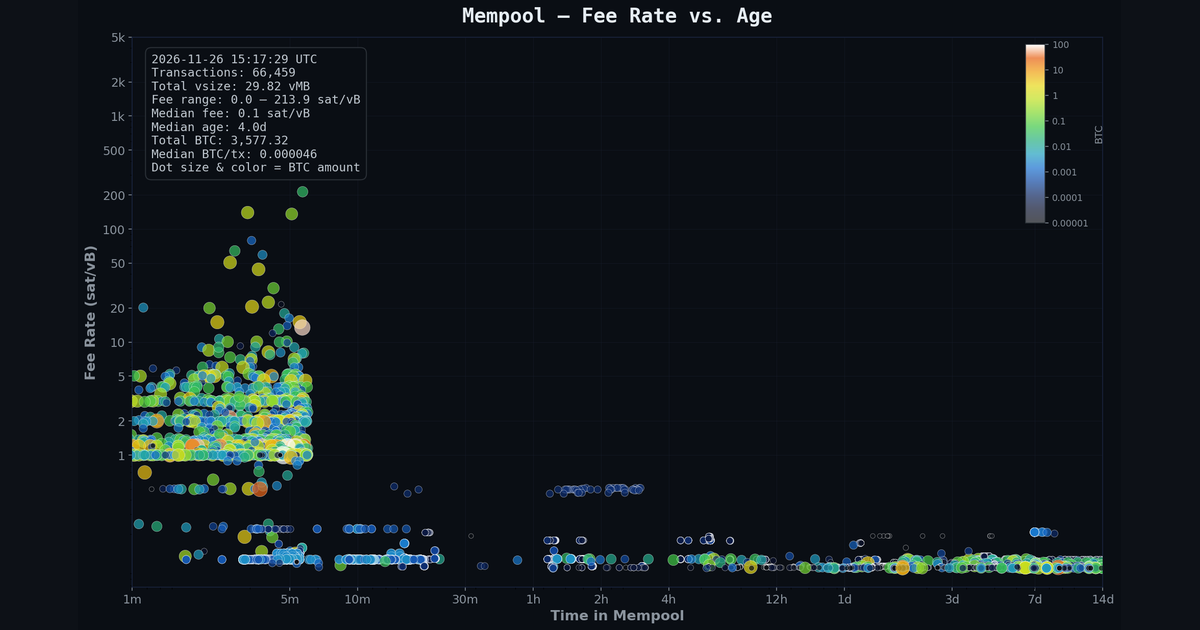 Mempool — Fee Rate vs. Age
2026-11-26 15:17:29 UTC
Transactions: 66,459
Total vsize: 29.82 vMB
Fee range: 0.0 — 213.9 sat/vB
Median fee: 0.1 sat/vB
Median age: 4.0d
Total BTC: 3,577.32
Median BTC/tx: 0.000046
Dot size & color = BTC amount
5k
2k
1k
500
200
100
50
20
10
5
2
1
Fee Rate (sat/vB)
100
10
1
0.1
0.01
0.001
0.0001
0.00001
BTC
1m
5m
10m
30m
1h
2h
4h
12h
1d
3d
7d
14d
Time in Mempool